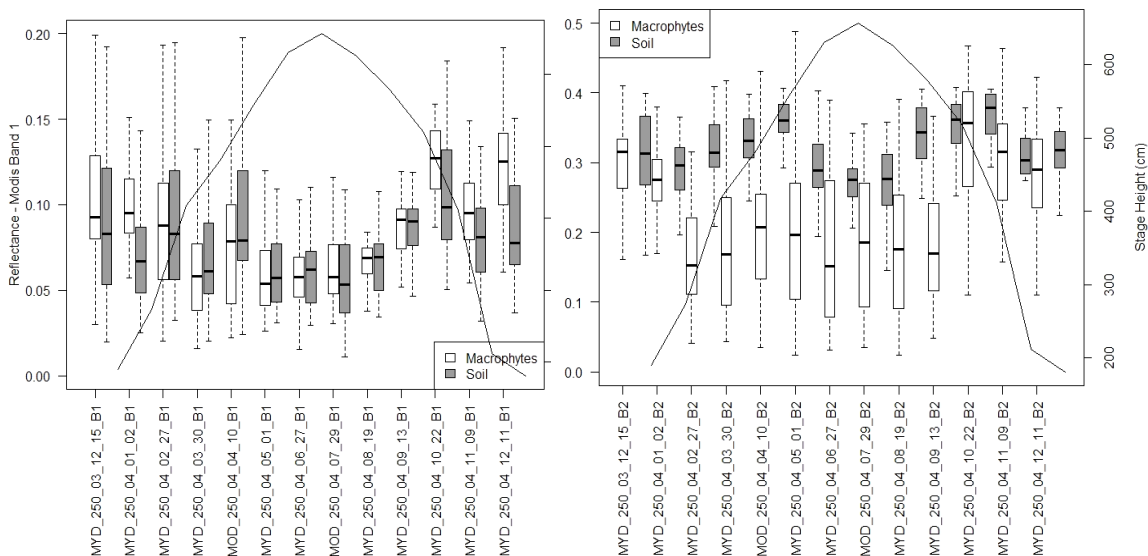 Reflectance - Modis Band 1
0.20
0.15
0.10
0.05
0.00
Macrophytes
Soil
MYD_250_03_12_15_B1
MYD_250_04_01_02_B1
MYD_250_04_02_27_B1
MYD_250_04_03_30_B1
MOD_250_04_04_10_B1
MYD_250_04_05_01_B1
MYD_250_04_06_27_B1
MOD_250_04_07_29_B1
MYD_250_04_08_19_B1
MYD_250_04_09_13_B1
MYD_250_04_10_22_B1
MYD_250_04_11_09_B1
MYD_250_04_12_11_B1
Macrophytes
Soil
0.5
0.4
0.3
0.2
0.1
0.0
600
500
400
300
200
Stage Height (cm)
MYD_250_03_12_15_B2
MYD_250_04_01_02_B2
MYD_250_04_02_27_B2
MYD_250_04_03_30_B2
MOD_250_04_04_10_B2
MYD_250_04_05_01_B2
MYD_250_04_06_27_B2
MOD_250_04_07_29_B2
MYD_250_04_08_19_B2
MYD_250_04_09_13_B2
MYD_250_04_10_22_B2
MYD_250_04_11_09_B2
MYD_250_04_12_11_B2